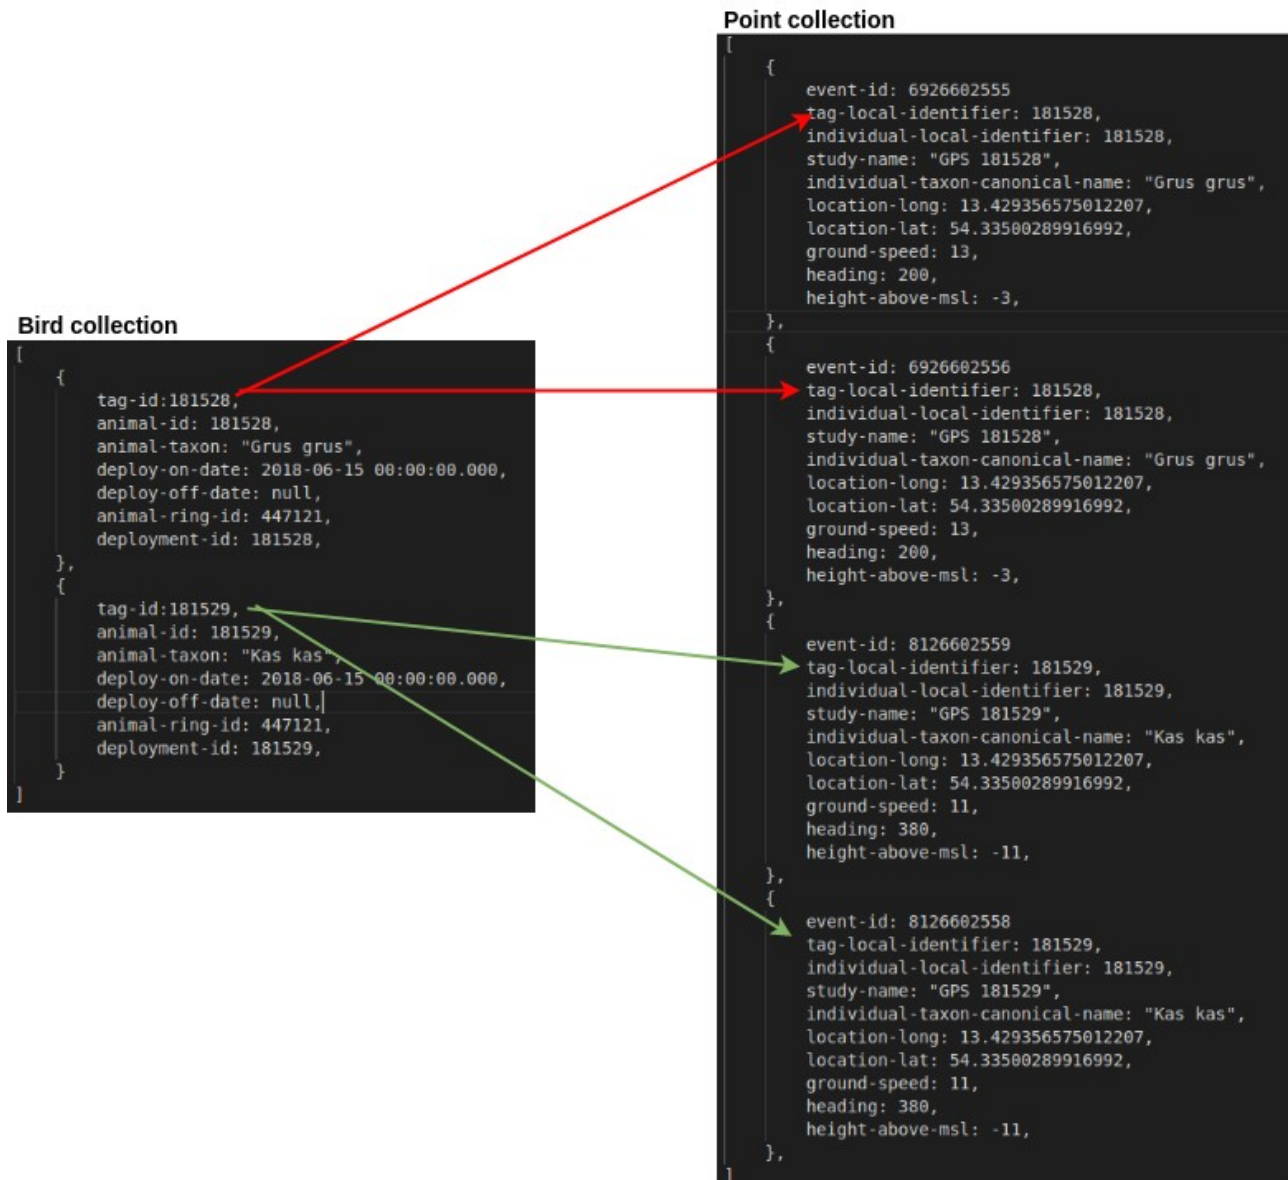 Bird collection
[
{
tag-id:181528,
animal-id: 181528,
animal-taxon: "Grus grus",
deploy-on-date: 2018-06-15 00:00:00.000,
deploy-off-date: null,
animal-ring-id: 447121,
deployment-id: 181528,
},
{
tag-id:181529,
animal-id: 181529,
animal-taxon: "Kas kas",
deploy-on-date: 2018-06-15 00:00:00.000,
deploy-off-date: null,
animal-ring-id: 447121,
deployment-id: 181529,
}
]
Point collection
[
{
event-id: 6926602555
tag-local-identifier: 181528,
individual-local-identifier: 181528,
study-name: "GPS 181528",
individual-taxon-canonical-name: "Grus grus",
location-long: 13.429356575012207,
location-lat: 54.33500289916992,
ground-speed: 13,
heading: 200,
height-above-msl: -3,
},
{
event-id: 6926602556
tag-local-identifier: 181528,
individual-local-identifier: 181528,
study-name: "GPS 181528",
individual-taxon-canonical-name: "Grus grus",
location-long: 13.429356575012207,
location-lat: 54.33500289916992,
ground-speed: 13,
heading: 200,
height-above-msl: -3,
},
{
event-id: 8126602559
tag-local-identifier: 181529,
individual-local-identifier: 181529,
study-name: "GPS 181529",
individual-taxon-canonical-name: "Kas kas",
location-long: 13.429356575012207,
location-lat: 54.33500289916992,
ground-speed: 11,
heading: 380,
height-above-msl: -11,
},
{
event-id: 8126602558
tag-local-identifier: 181529,
individual-local-identifier: 181529,
study-name: "GPS 181529",
individual-taxon-canonical-name: "Kas kas",
location-long: 13.429356575012207,
location-lat: 54.33500289916992,
ground-speed: 11,
heading: 380,
height-above-msl: -11,
},
]